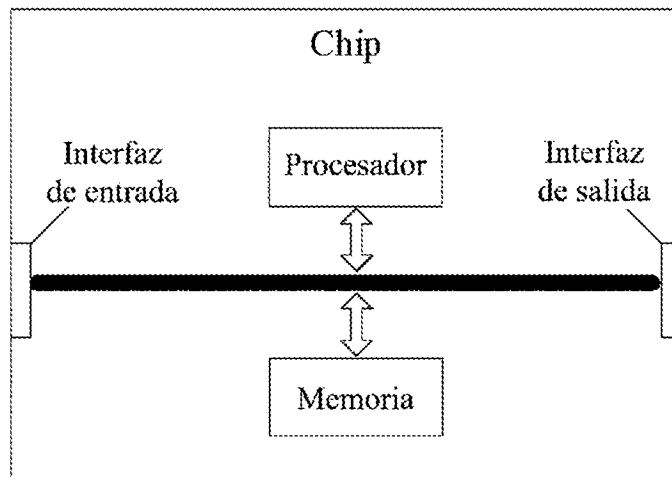 Chip
Interfaz
de entrada
Procesador
Interfaz
de salida
Memoria